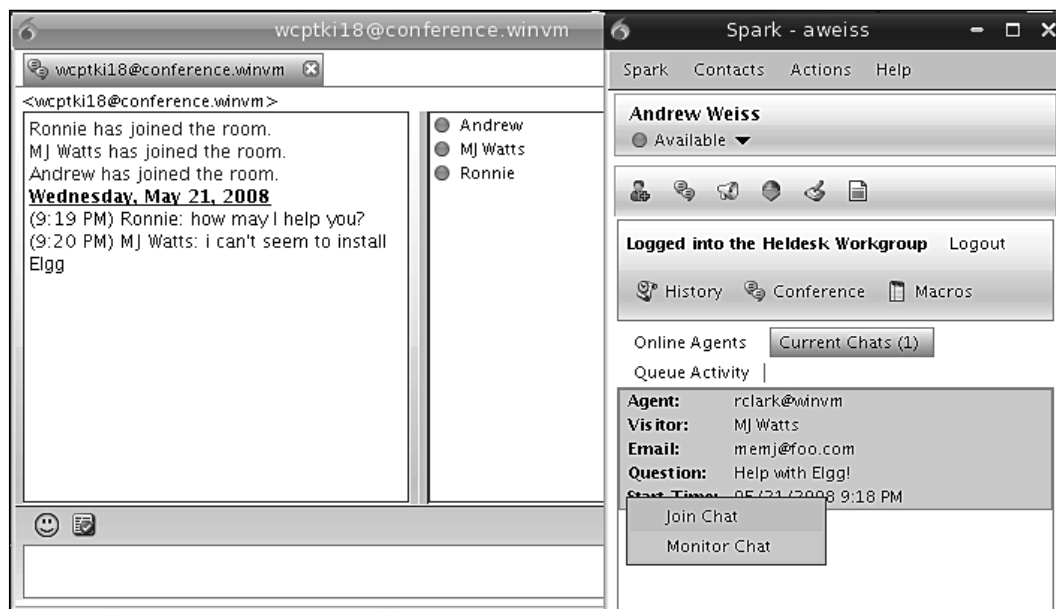 wcptki18@conference.winvm
wcptki18@conference.winvm
<wcptki18@conference.winvm>
Ronnie has joined the room.
MJ Watts has joined the room.
Andrew has joined the room.
Wednesday, May 21, 2008
(9:19 PM) Ronnie: how may I help you?
(9:20 PM) MJ Watts: i can't seem to install
Elgg
Andrew
MJ Watts
Ronnie
Spark - aweiss
Spark Contacts Actions Help
Andrew Weiss
Available
Logged into the Heldesk Workgroup Logout
History Conference Macros
Online Agents Current Chats (1)
Queue Activity
Agent: rclark@winvm
Visitor: MJ Watts
Email: memj@foo.com
Question: Help with Elgg!
Start Time: 05/21/2008 9:18 PM
Join Chat
Monitor Chat